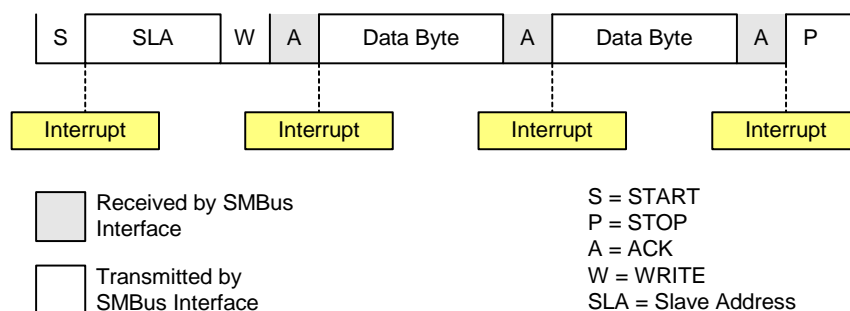 S SLA W A Data Byte A Data Byte A P
Interrupt Interrupt Interrupt Interrupt
Received by SMBus
Interface
Transmitted by
SMBus Interface
S = START
P = STOP
A = ACK
W = WRITE
SLA = Slave Address